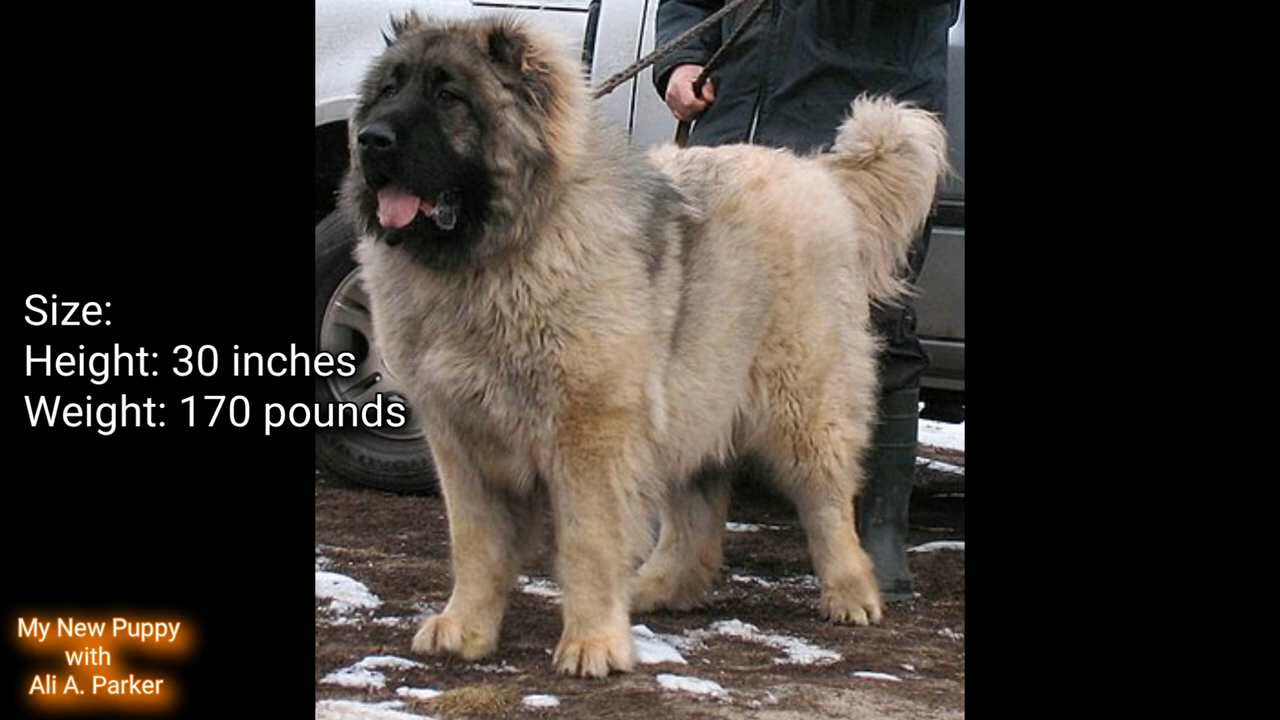 Size:
Height: 30 inches
Weight: 170 pounds
My New Puppy
with
Ali A. Parker